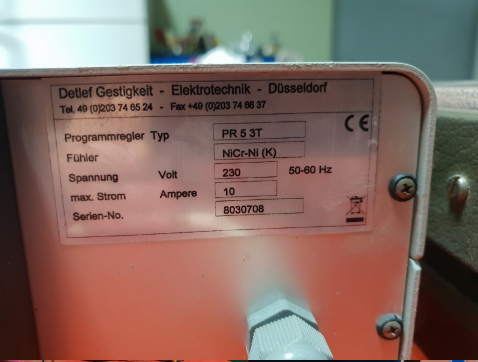 Detlef Gestigkeit - Elektrotechnik - Düsseldorf
Tel. 49 (0)203 74 65 24 - Fax +49 (0)203 74 66 37
Programmregler Typ PR 5 3T CE
Fühler NiCr-Ni (K)
Spannung Volt 230 50-60 Hz
max. Strom Ampere 10
Serien-No. 8030708